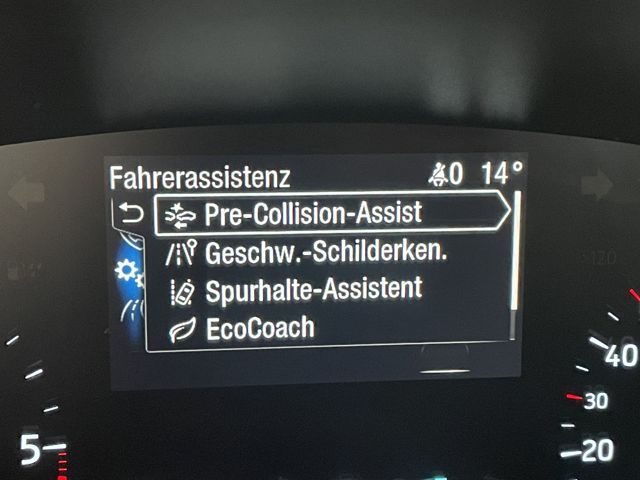 Fahrerassistenz 0 14°
Pre-Collision-Assist
Geschw.-Schilderken.
Spurhalte-Assistent
EcoCoach
40
30
5 20